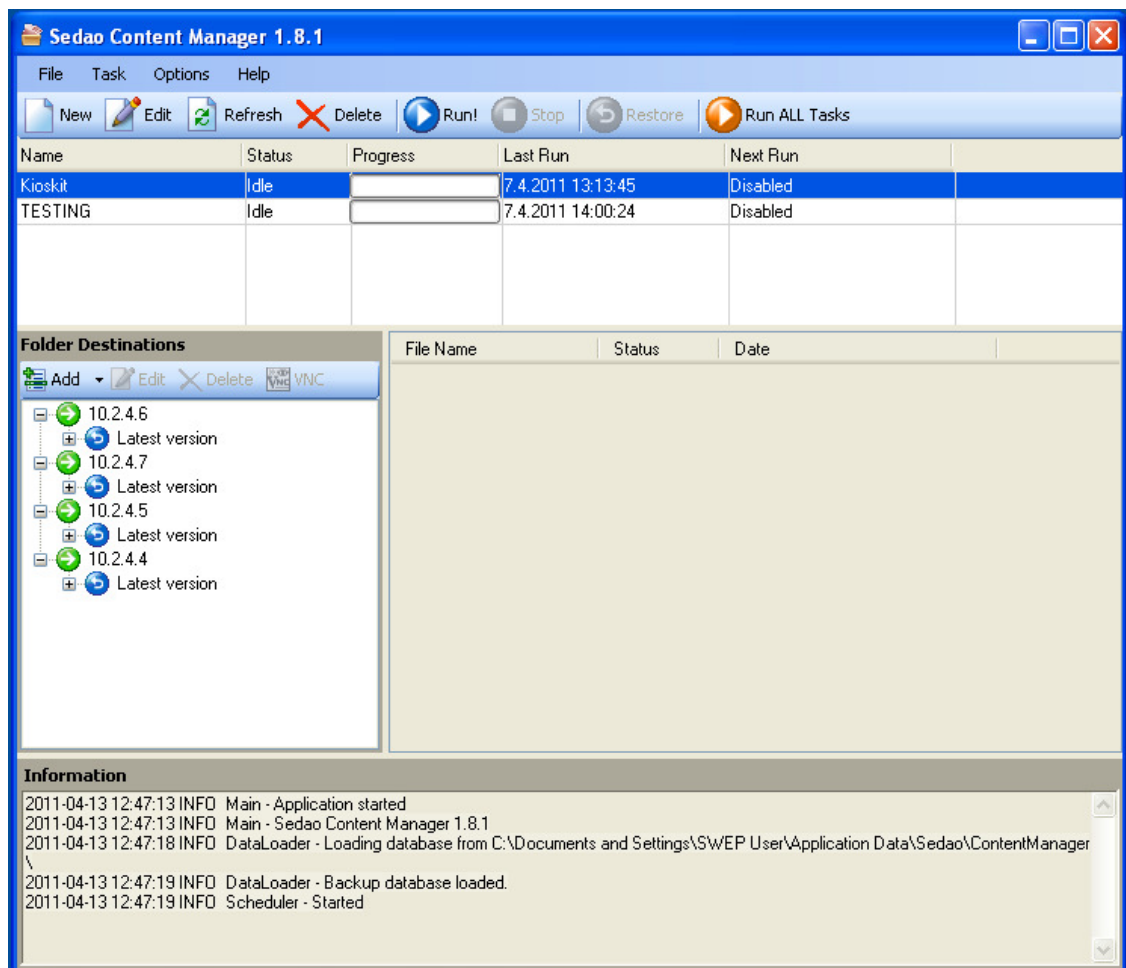 Sedao Content Manager 1.8.1
File Task Options Help
New Edit Refresh Delete Run! Stop Restore Run ALL Tasks
Name Status Progress Last Run Next Run
Kioskit Idle 7.4.2011 13:13:45 Disabled
TESTING Idle 7.4.2011 14:00:24 Disabled
Folder Destinations
Add Edit Delete VNC
10.2.4.6
Latest version
10.2.4.7
Latest version
10.2.4.5
Latest version
10.2.4.4
Latest version
File Name Status Date
Information
2011-04-13 12:47:13 INFO Main - Application started
2011-04-13 12:47:13 INFO Main - Sedao Content Manager 1.8.1
2011-04-13 12:47:18 INFO DataLoader - Loading database from C:\Documents and Settings\SWEP User\Application Data\Sedao\ContentManager
\
2011-04-13 12:47:19 INFO DataLoader - Backup database loaded.
2011-04-13 12:47:19 INFO Scheduler - Started